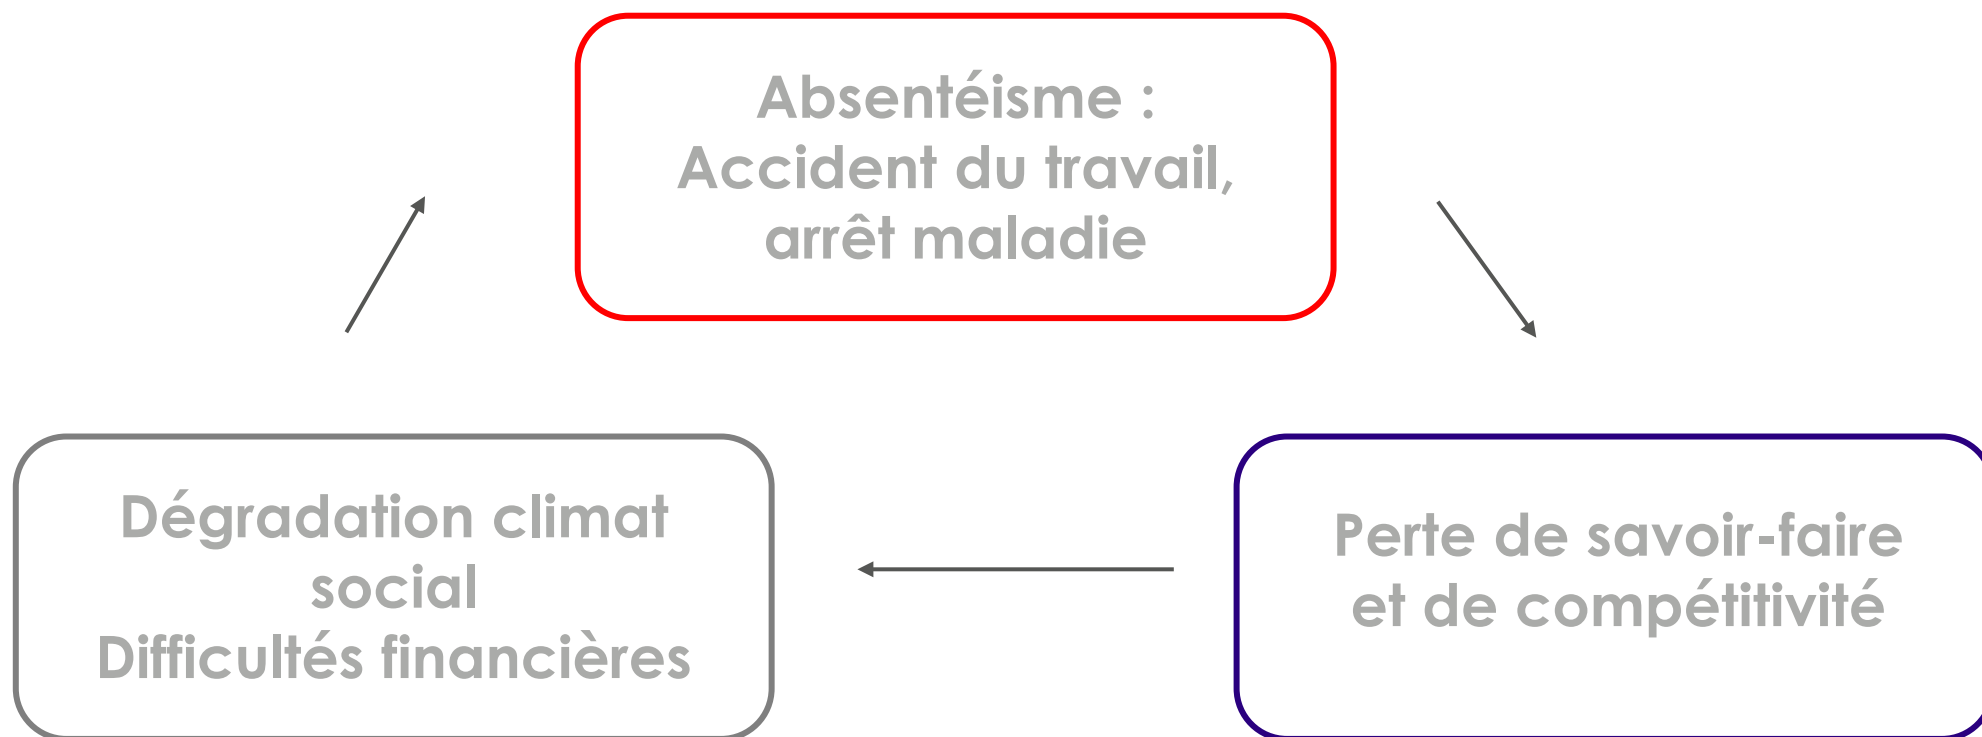 Absentéisme :
Accident du travail,
arrêt maladie
Dégradation climat
social
Difficultés financières
Perte de savoir-faire
et de compétitivité